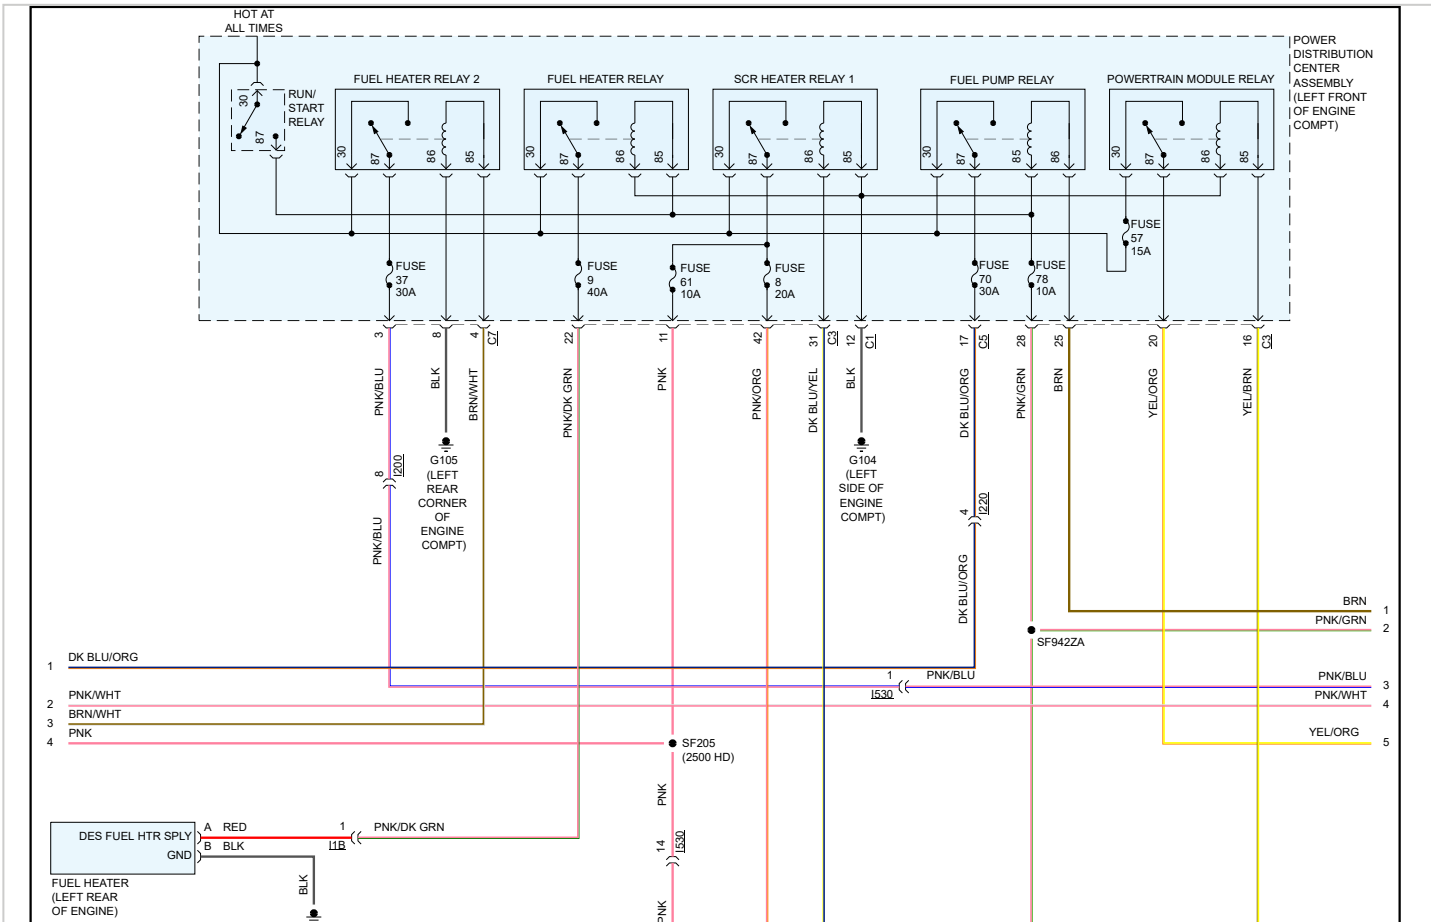 HOT AT
ALL TIMES
POWER
DISTRIBUTION
CENTER
ASSEMBLY
(LEFT FRONT
OF ENGINE
COMPT)
FUEL HEATER RELAY 2
FUEL HEATER RELAY
SCR HEATER RELAY 1
FUEL PUMP RELAY
POWERTRAIN MODULE RELAY
RUN/
START
RELAY
30
87
30
87
86
85
30
87
86
85
30
87
86
85
30
87
85
86
30
87
86
85
FUSE
57
15A
FUSE
37
30A
FUSE
9
40A
FUSE
61
10A
FUSE
8
20A
FUSE
70
30A
FUSE
78
10A
3
8
4
C7
22
11
42
31
C3
12
C1
17
C5
28
25
20
16
C3
PNK/BLU
BLK
BRN/WHT
PNK/DK GRN
PNK
PNK/ORG
DK BLU/YEL
BLK
DK BLU/ORG
PNK/GRN
BRN
YEL/ORG
YEL/BRN
G105
(LEFT
REAR
CORNER
OF
ENGINE
COMPT)
G104
(LEFT
SIDE OF
ENGINE
COMPT)
8
I200
4
I220
PNK/BLU
DK BLU/ORG
BRN
1
PNK/GRN
2
SF942ZA
1
DK BLU/ORG
1
I530
PNK/BLU
PNK/BLU
3
2
PNK/WHT
PNK/WHT
4
3
BRN/WHT
4
PNK
YEL/ORG
5
SF205
(2500 HD)
PNK
14
I530
PNK
DES FUEL HTR SPLY
GND
A
RED
1
I1B
PNK/DK GRN
B
BLK
BLK
FUEL HEATER
(LEFT REAR
OF ENGINE)